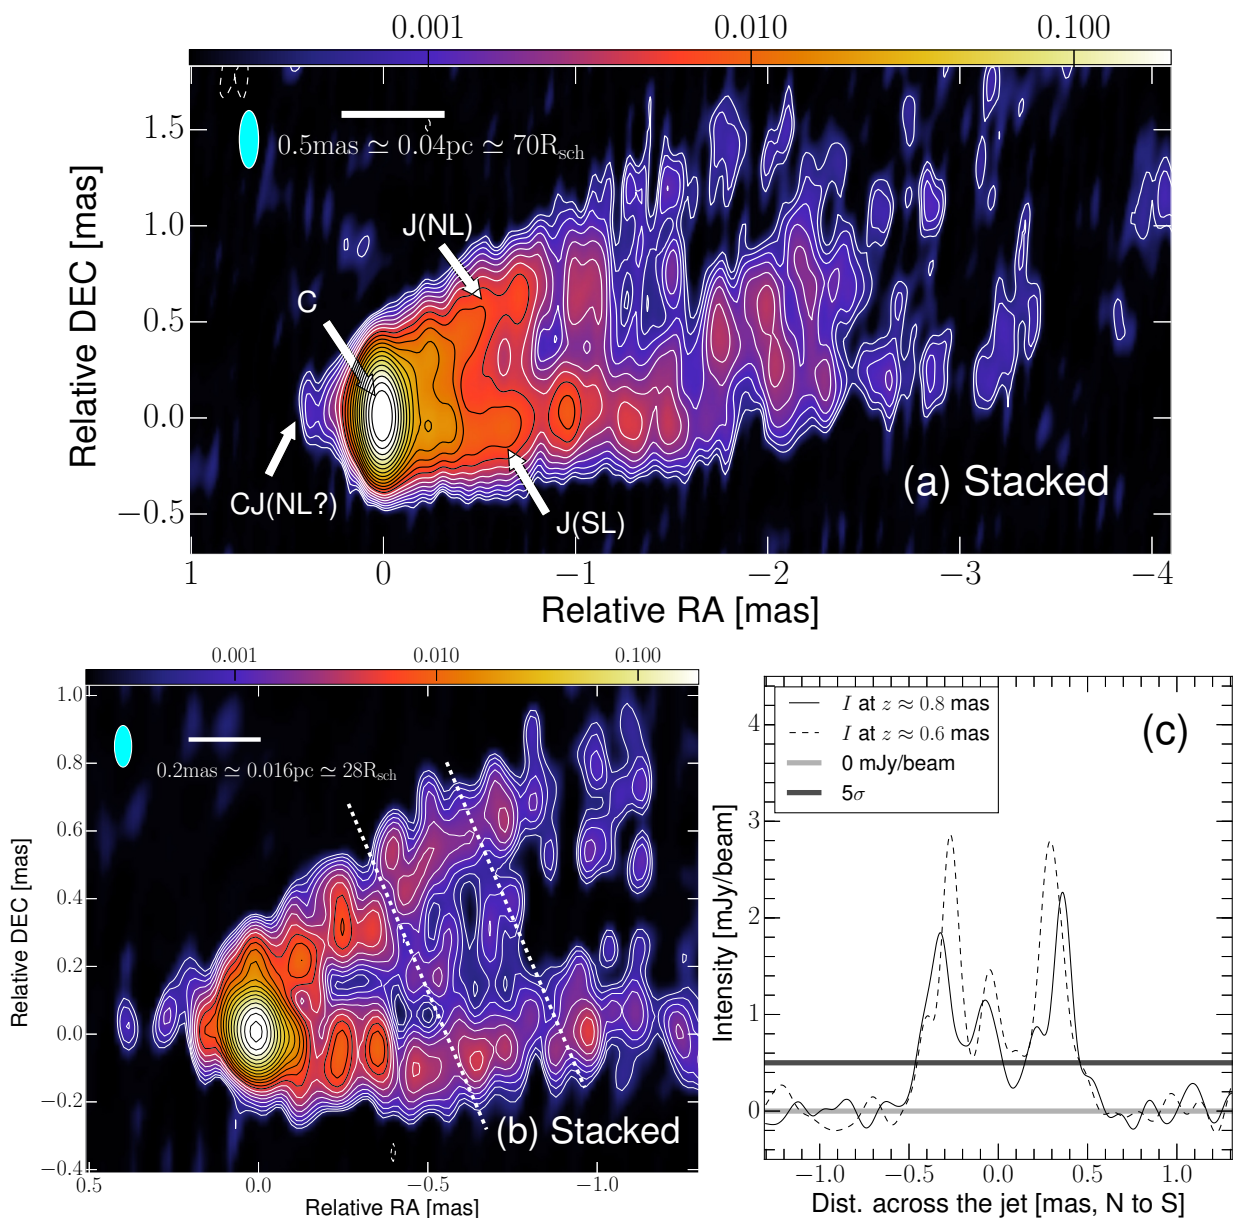 0.001 0.010 0.100
1.5
0.5mas ≃ 0.04pc ≃ 70R_sch
1.0
J(NL)
C
0.5
0.0
CJ(NL?)
J(SL)
(a) Stacked
−0.5
Relative DEC [mas]
1 0 −1 −2 −3 −4
Relative RA [mas]
0.001 0.010 0.100
1.0
0.8
0.2mas ≃ 0.016pc ≃ 28R_sch
0.6
0.4
0.2
0.0
−0.2
(b) Stacked
−0.4
Relative DEC [mas]
0.5 0.0 −0.5 −1.0
Relative RA [mas]
I at z ≈ 0.8 mas
I at z ≈ 0.6 mas
0 mJy/beam
5σ
(c)
4
3
2
1
0
Intensity [mJy/beam]
−1.0 −0.5 0.0 0.5 1.0
Dist. across the jet [mas, N to S]